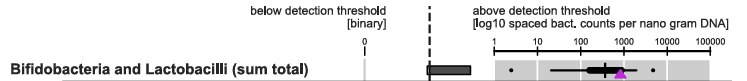 below detection threshold
[binary]
above detection threshold
[log10 spaced bact. counts per nano gram DNA]
0
1 10 100 1000 10000 100000
Bifidobacteria and Lactobacilli (sum total)